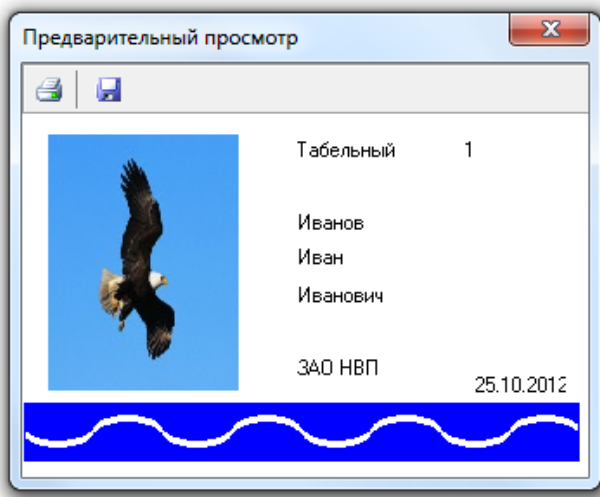 Предварительный просмотр
Табельный 1
Иванов
Иван
Иванович
ЗАО НВП
25.10.2012